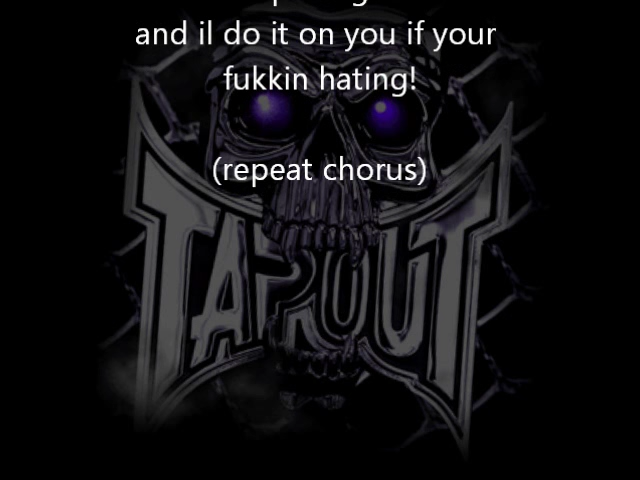 and il do it on you if your
fukkin hating!
(repeat chorus)
TAPOUT